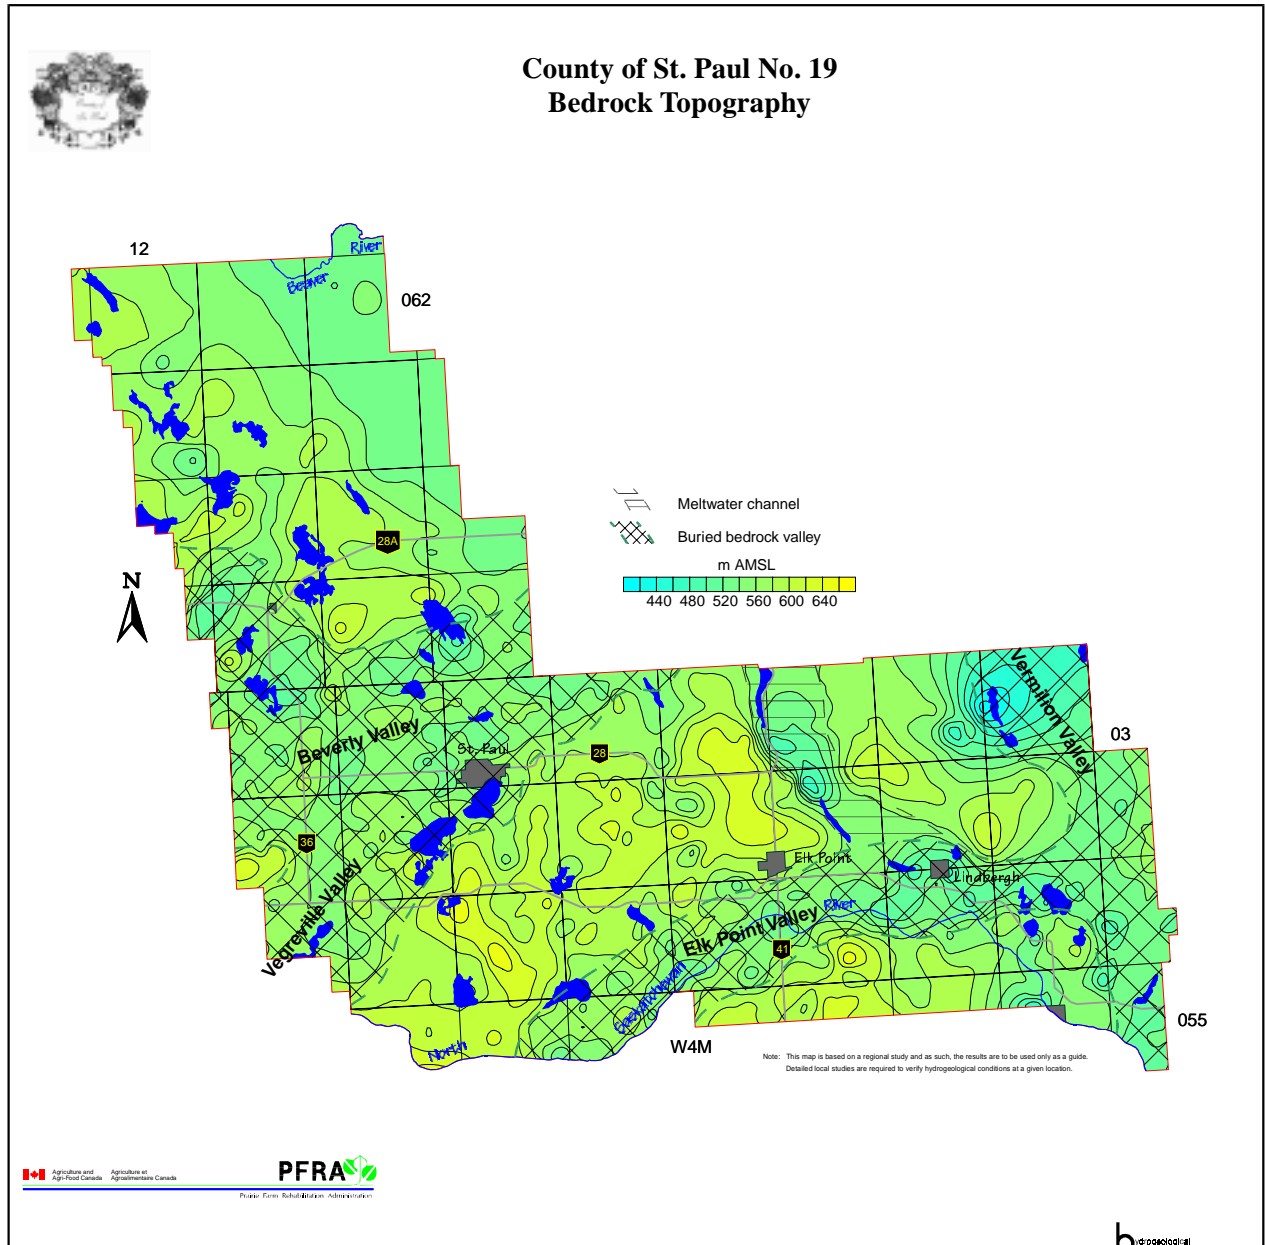 County of St. Paul No. 19
Bedrock Topography
12
River
Beaver
062
Meltwater channel
Buried bedrock valley
m AMSL
440 480 520 560 600 640
28A
N
Vermilion Valley
03
Beverly Valley
St. Paul
28
36
Elk Point
Lindbergh
Vegreville Valley
Elk Point Valley
River
41
Saskatchewan
North
W4M
055
Note: This map is based on a regional study and as such, the results are to be used only as a guide.
Detailed local studies are required to verify hydrogeological conditions at a given location.
Agriculture and Agriculture et
Agri-Food Canada Agroalimentaire Canada
PFRA
Prairie Farm Rehabilitation Administration
hydrogeological